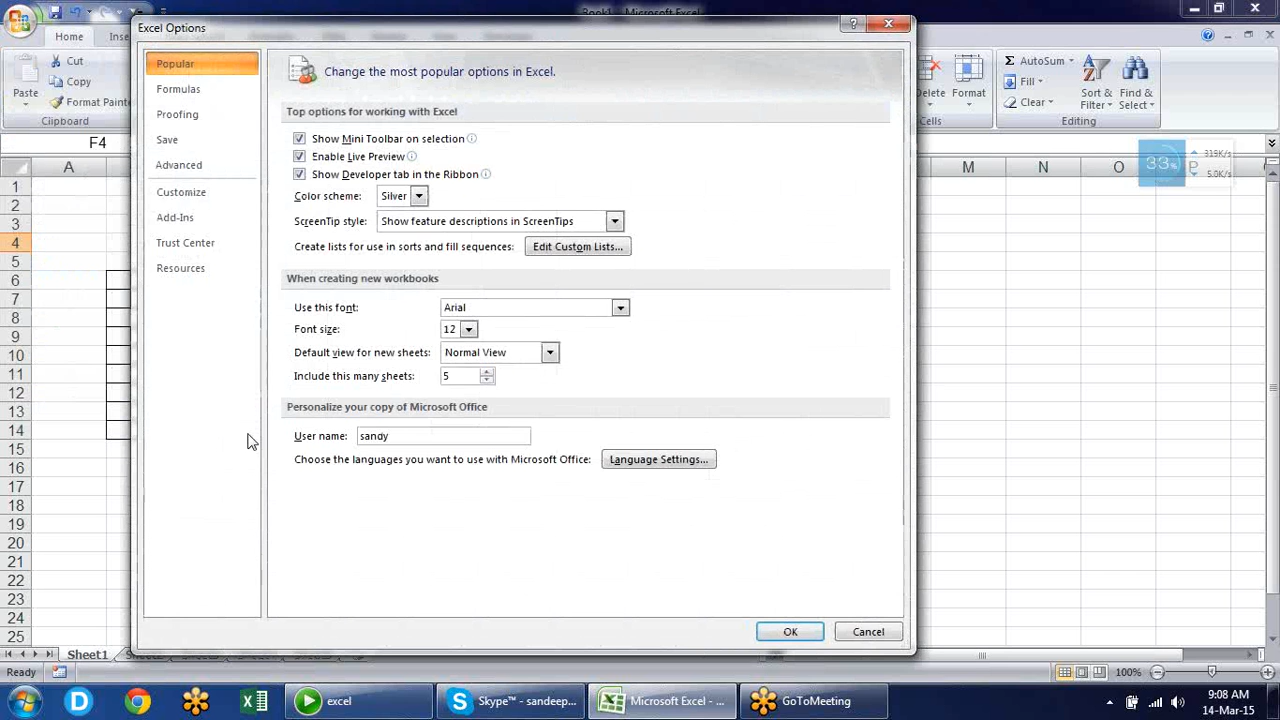 Book1 - Microsoft Excel
Excel Options
Home
Cut
Copy
Format Painte
Paste
Clipboard
Popular
Formulas
Proofing
Save
Advanced
Customize
Add-Ins
Trust Center
Resources
Change the most popular options in Excel.
Top options for working with Excel
Show Mini Toolbar on selection
Enable Live Preview
Show Developer tab in the Ribbon
Color scheme: Silver
ScreenTip style: Show feature descriptions in ScreenTips
Create lists for use in sorts and fill sequences: Edit Custom Lists...
When creating new workbooks
Use this font: Arial
Font size: 12
Default view for new sheets: Normal View
Include this many sheets: 5
Personalize your copy of Microsoft Office
User name: sandy
Choose the languages you want to use with Microsoft Office: Language Settings...
OK Cancel
Delete Format
Cells
AutoSum
Fill
Clear
Sort & Filter
Find & Select
Editing
F4
33%
319K/s
5.0K/s
A M N O P
1
2
3
4
5
6
7
8
9
10
11
12
13
14
15
16
17
18
19
20
21
22
23
24
25
Sheet1
Ready 100%
excel Skype™ - sandeep... Microsoft Excel - ... GoToMeeting
9:08 AM
14-Mar-15